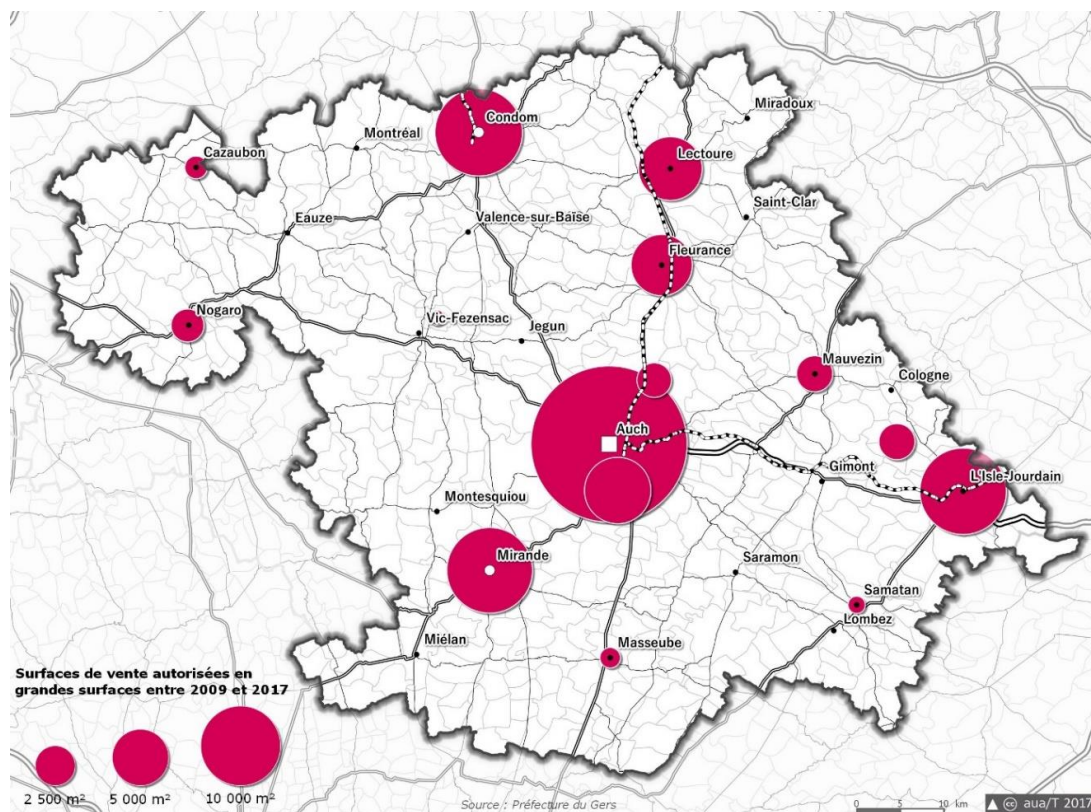 Condom
Miradoux
Montréal
Cazaubon
Lectoure
Saint-Clar
Eauze
Valence-sur-Baïse
Fleurance
Nogaro
Vic-Fezensac
Jegun
Mauvezin
Cologne
Auch
Gimont
L'Isle-Jourdain
Montesquiou
Mirande
Saramon
Samatan
Lombez
Miélan
Masseube
Surfaces de vente autorisées en
grandes surfaces entre 2009 et 2017
2 500 m²
5 000 m²
10 000 m²
Source : Préfecture du Gers
0 5 10 km
cc aua/T